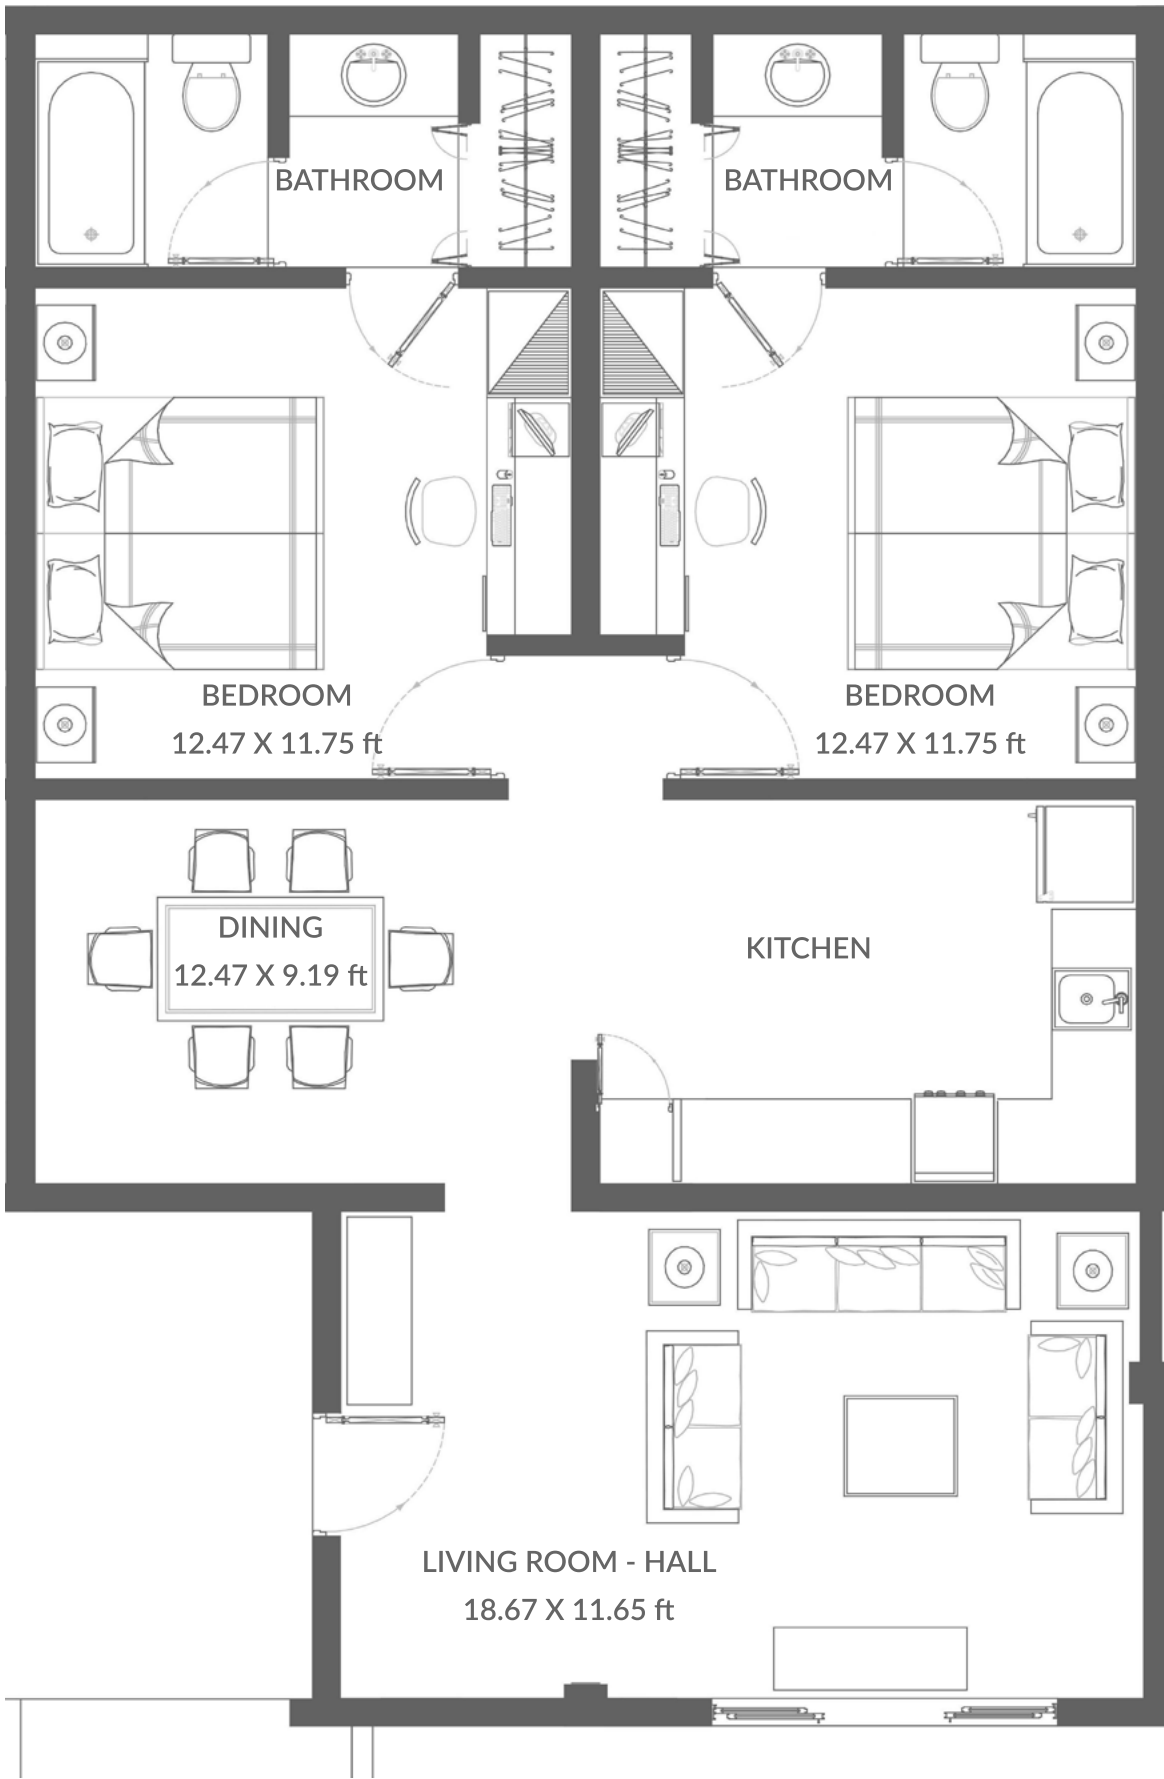 BATHROOM
BATHROOM
BEDROOM
12.47 X 11.75 ft
BEDROOM
12.47 X 11.75 ft
DINING
12.47 X 9.19 ft
KITCHEN
LIVING ROOM - HALL
18.67 X 11.65 ft